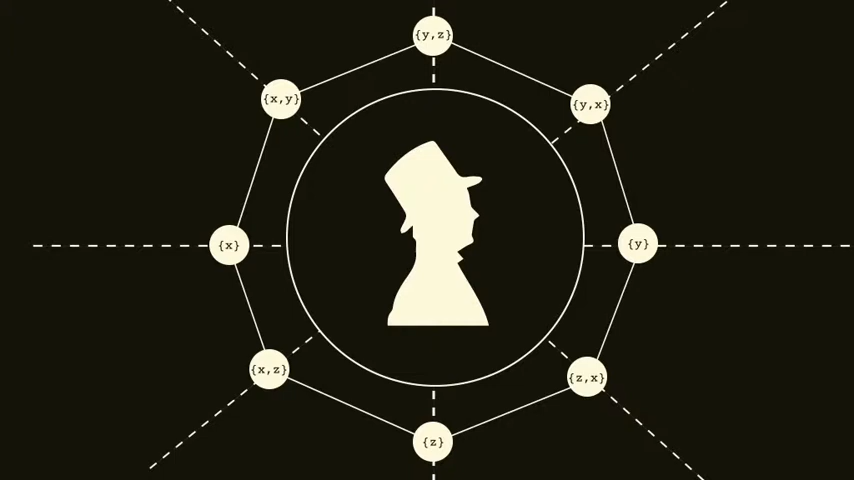 {y,z}
{x,y}
{y,x}
{x}
{y}
{x,z}
{z,x}
{z}